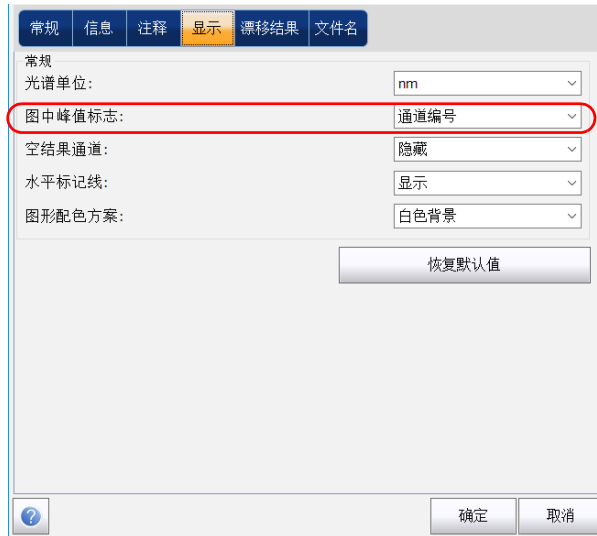 常规 信息 注释 显示 漂移结果 文件名
常规
光谱单位: nm
图中峰值标志: 通道编号
空结果通道: 隐藏
水平标记线: 显示
图形配色方案: 白色背景
恢复默认值
? 确定 取消